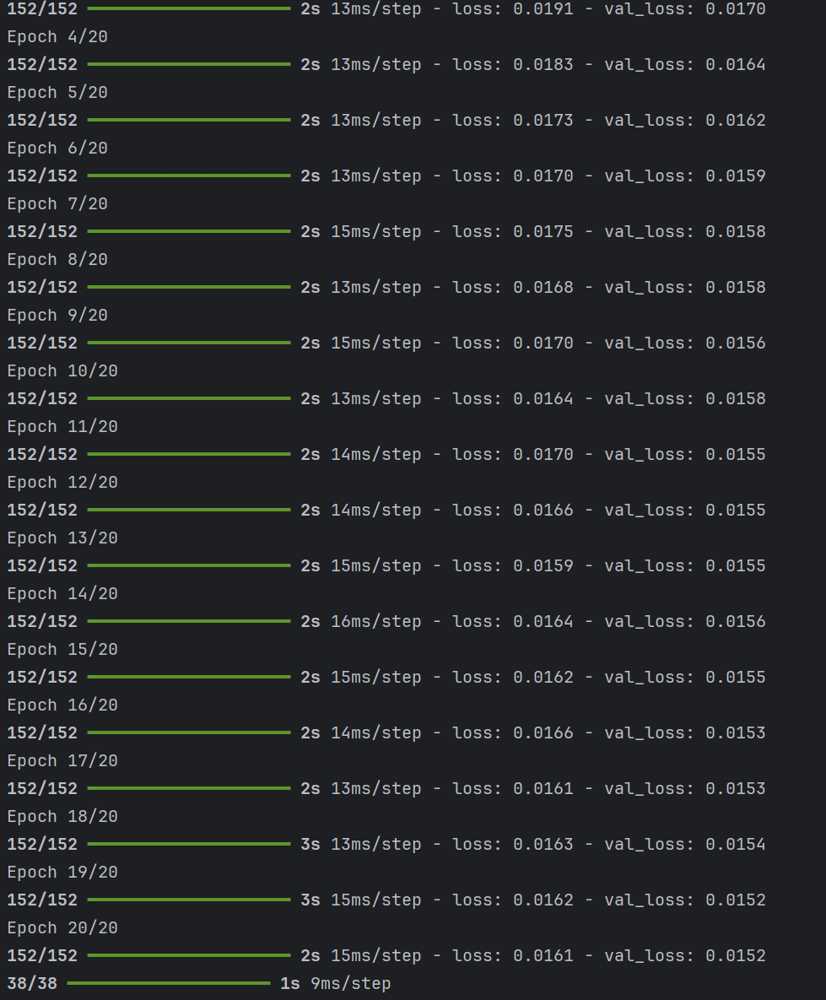 152/152 ━━━━━━━━━━━━━━━━━━━━ 2s 13ms/step - loss: 0.0191 - val_loss: 0.0170
Epoch 4/20
152/152 ━━━━━━━━━━━━━━━━━━━━ 2s 13ms/step - loss: 0.0183 - val_loss: 0.0164
Epoch 5/20
152/152 ━━━━━━━━━━━━━━━━━━━━ 2s 13ms/step - loss: 0.0173 - val_loss: 0.0162
Epoch 6/20
152/152 ━━━━━━━━━━━━━━━━━━━━ 2s 13ms/step - loss: 0.0170 - val_loss: 0.0159
Epoch 7/20
152/152 ━━━━━━━━━━━━━━━━━━━━ 2s 15ms/step - loss: 0.0175 - val_loss: 0.0158
Epoch 8/20
152/152 ━━━━━━━━━━━━━━━━━━━━ 2s 13ms/step - loss: 0.0168 - val_loss: 0.0158
Epoch 9/20
152/152 ━━━━━━━━━━━━━━━━━━━━ 2s 15ms/step - loss: 0.0170 - val_loss: 0.0156
Epoch 10/20
152/152 ━━━━━━━━━━━━━━━━━━━━ 2s 13ms/step - loss: 0.0164 - val_loss: 0.0158
Epoch 11/20
152/152 ━━━━━━━━━━━━━━━━━━━━ 2s 14ms/step - loss: 0.0170 - val_loss: 0.0155
Epoch 12/20
152/152 ━━━━━━━━━━━━━━━━━━━━ 2s 14ms/step - loss: 0.0166 - val_loss: 0.0155
Epoch 13/20
152/152 ━━━━━━━━━━━━━━━━━━━━ 2s 15ms/step - loss: 0.0159 - val_loss: 0.0155
Epoch 14/20
152/152 ━━━━━━━━━━━━━━━━━━━━ 2s 16ms/step - loss: 0.0164 - val_loss: 0.0156
Epoch 15/20
152/152 ━━━━━━━━━━━━━━━━━━━━ 2s 15ms/step - loss: 0.0162 - val_loss: 0.0155
Epoch 16/20
152/152 ━━━━━━━━━━━━━━━━━━━━ 2s 14ms/step - loss: 0.0166 - val_loss: 0.0153
Epoch 17/20
152/152 ━━━━━━━━━━━━━━━━━━━━ 2s 13ms/step - loss: 0.0161 - val_loss: 0.0153
Epoch 18/20
152/152 ━━━━━━━━━━━━━━━━━━━━ 3s 13ms/step - loss: 0.0163 - val_loss: 0.0154
Epoch 19/20
152/152 ━━━━━━━━━━━━━━━━━━━━ 3s 15ms/step - loss: 0.0162 - val_loss: 0.0152
Epoch 20/20
152/152 ━━━━━━━━━━━━━━━━━━━━ 2s 15ms/step - loss: 0.0161 - val_loss: 0.0152
38/38 ━━━━━━━━━━━━━━━━━━━━ 1s 9ms/step